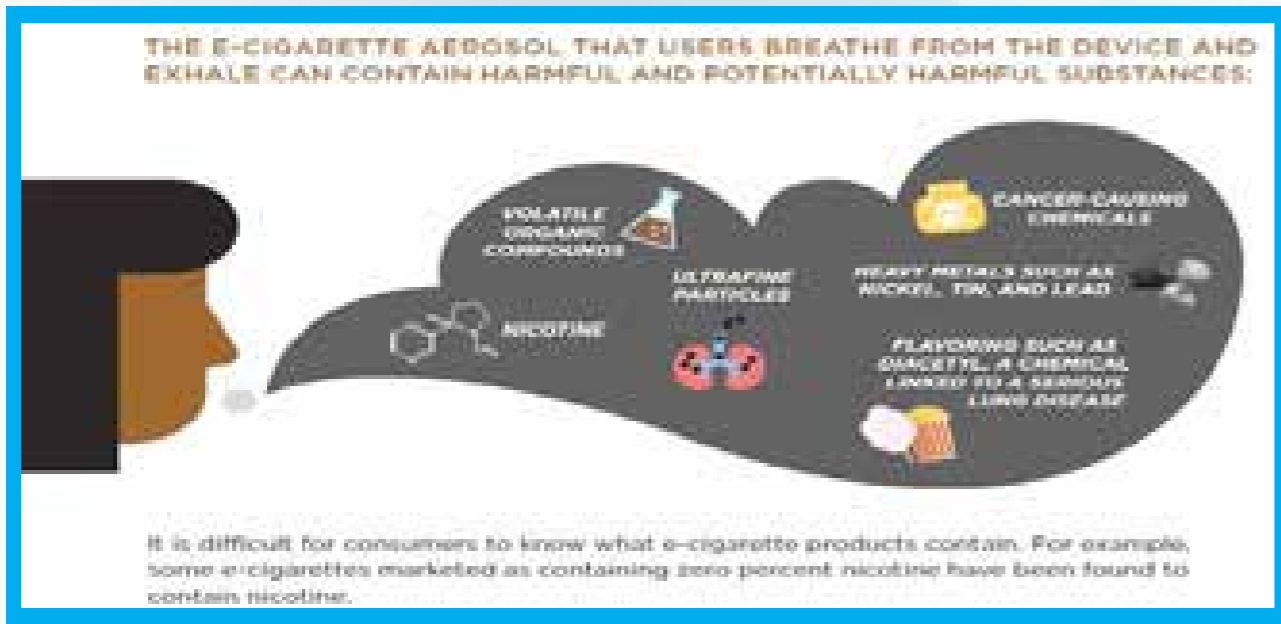 THE E-CIGARETTE AEROSOL THAT USERS BREATHE FROM THE DEVICE AND
EXHALE CAN CONTAIN HARMFUL AND POTENTIALLY HARMFUL SUBSTANCES:
VOLATILE
ORGANIC
COMPOUNDS
NICOTINE
ULTRAFINE
PARTICLES
CANCER-CAUSING
CHEMICALS
HEAVY METALS SUCH AS
NICKEL, TIN, AND LEAD
FLAVORING SUCH AS
DIACETYL, A CHEMICAL
LINKED TO A SERIOUS
LUNG DISEASE
It is difficult for consumers to know what e-cigarette products contain. For example,
some e-cigarettes marketed as containing zero percent nicotine have been found to
contain nicotine.